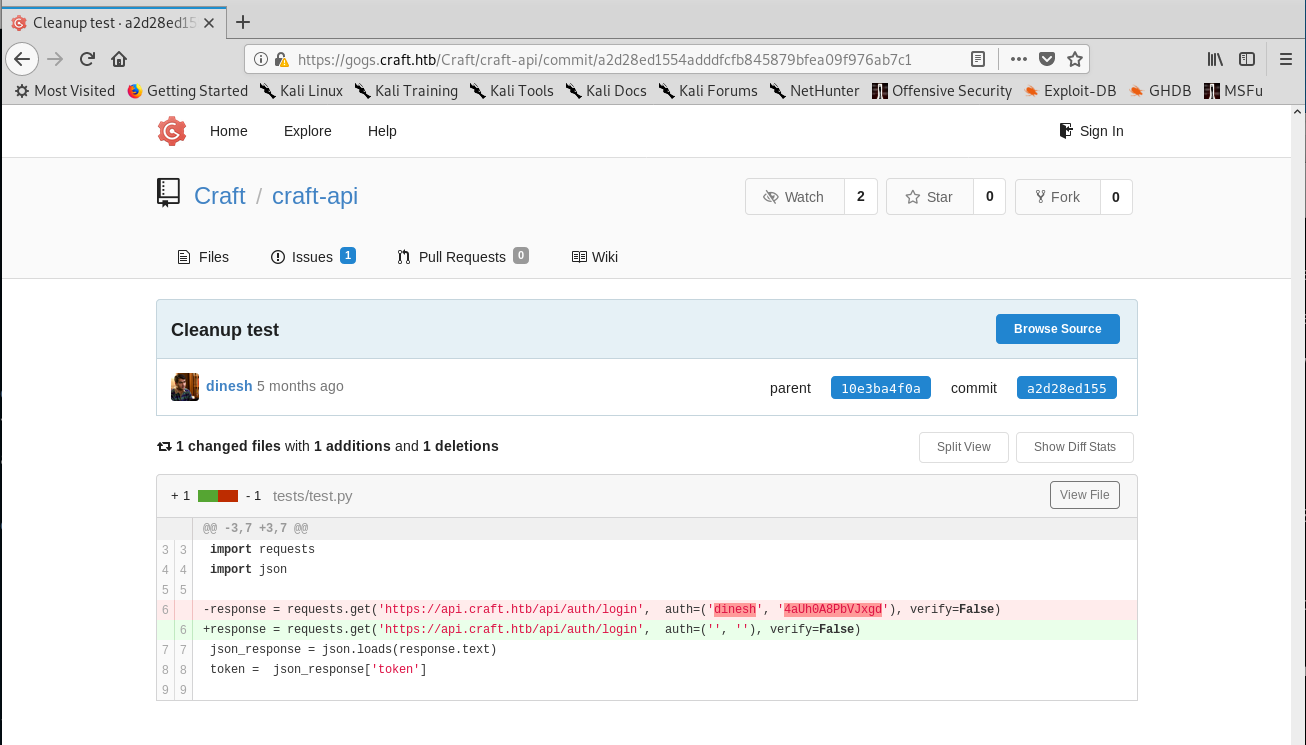 Cleanup test · a2d28ed15
https://gogs.craft.htb/Craft/craft-api/commit/a2d28ed1554adddfcfb845879bfea09f976ab7c1
Most Visited Getting Started Kali Linux Kali Training Kali Tools Kali Docs Kali Forums NetHunter Offensive Security Exploit-DB GHDB MSFu
Home Explore Help Sign In
Craft / craft-api Watch 2 Star 0 Fork 0
Files Issues 1 Pull Requests 0 Wiki
Cleanup test Browse Source
dinesh 5 months ago parent 10e3ba4f0a commit a2d28ed155
1 changed files with 1 additions and 1 deletions Split View Show Diff Stats
+ 1 - 1 tests/test.py View File
@@ -3,7 +3,7 @@
3 3 import requests
4 4 import json
5 5
6 -response = requests.get('https://api.craft.htb/api/auth/login',  auth=('dinesh', '4aUh0A8PbVJxgd'), verify=False)
6 +response = requests.get('https://api.craft.htb/api/auth/login',  auth=('', ''), verify=False)
7 7 json_response = json.loads(response.text)
8 8 token =  json_response['token']
9 9